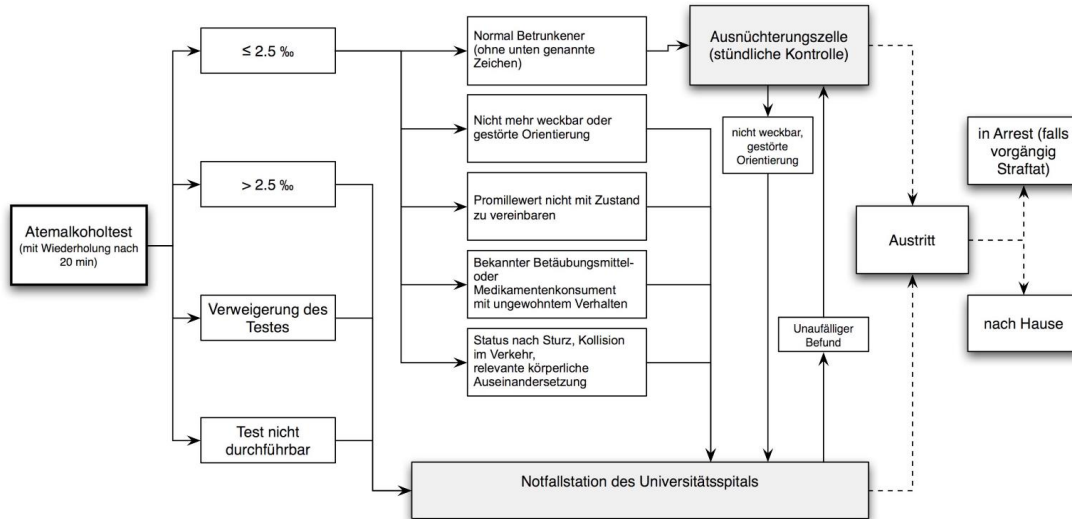 Atemalkoholtest
(mit Wiederholung nach
20 min)
≤ 2.5 ‰
> 2.5 ‰
Verweigerung des
Testes
Test nicht
durchführbar
Normal Betrunkener
(ohne unten genannte
Zeichen)
Nicht mehr weckbar oder
gestörte Orientierung
Promillewert nicht mit Zustand
zu vereinbaren
Bekannter Betäubungsmittel-
oder
Medikamentenkonsument
mit ungewohntem Verhalten
Status nach Sturz, Kollision
im Verkehr,
relevante körperliche
Auseinandersetzung
Ausnüchterungszelle
(stündliche Kontrolle)
nicht weckbar,
gestörte
Orientierung
Unaufälliger
Befund
Notfallstation des Universitätsspitals
Austritt
in Arrest (falls
vorgängig
Straftat)
nach Hause